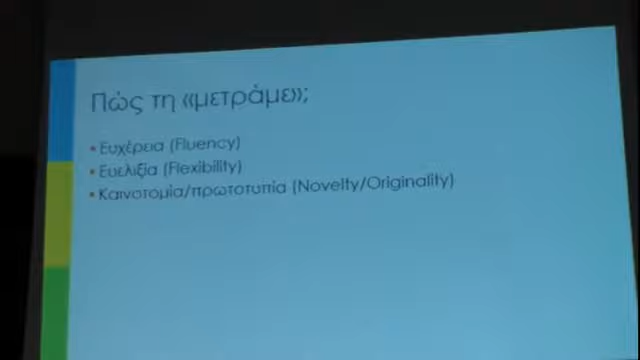 Πώς τη «μετράμε»;
▪ Ευχέρεια (Fluency)
▪ Ευελιξία (Flexibility)
▪ Καινοτομία/πρωτοτυπία (Novelty/Originality)